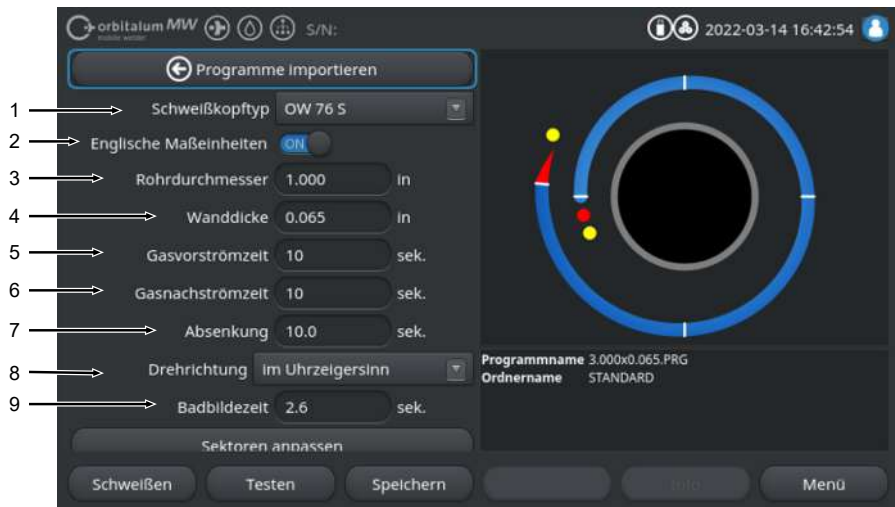 orbitalum MW S/N: 2022-03-14 16:42:54
mobile welder
Programme importieren
1 Schweißkopftyp OW 76 S
2 Englische Maßeinheiten ON
3 Rohrdurchmesser 1.000 in
4 Wanddicke 0.065 in
5 Gasvorströmzeit 10 sek.
6 Gasnachströmzeit 10 sek.
7 Absenkung 10.0 sek.
8 Drehrichtung im Uhrzeigersinn
9 Badbildezeit 2.6 sek.
Sektoren anpassen
Programmname 3.000x0.065.PRG
Ordnername STANDARD
Schweißen Testen Speichern Info Menü